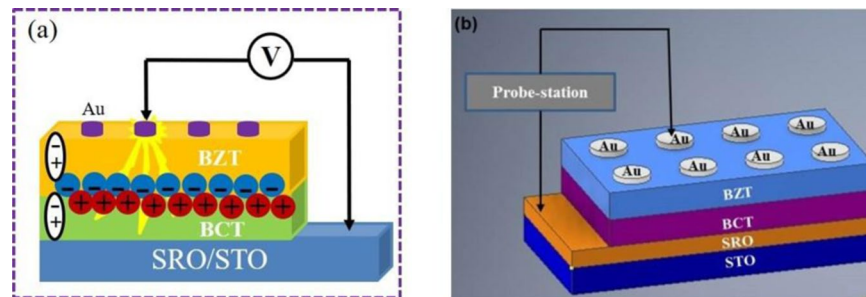 (a)
V
Au
BZT
BCT
SRO/STO
- +
- +
- - - - - - - - -
+ + + + + + + + +
(b)
Probe-station
Au Au Au Au
Au Au Au Au
BZT
BCT
SRO
STO